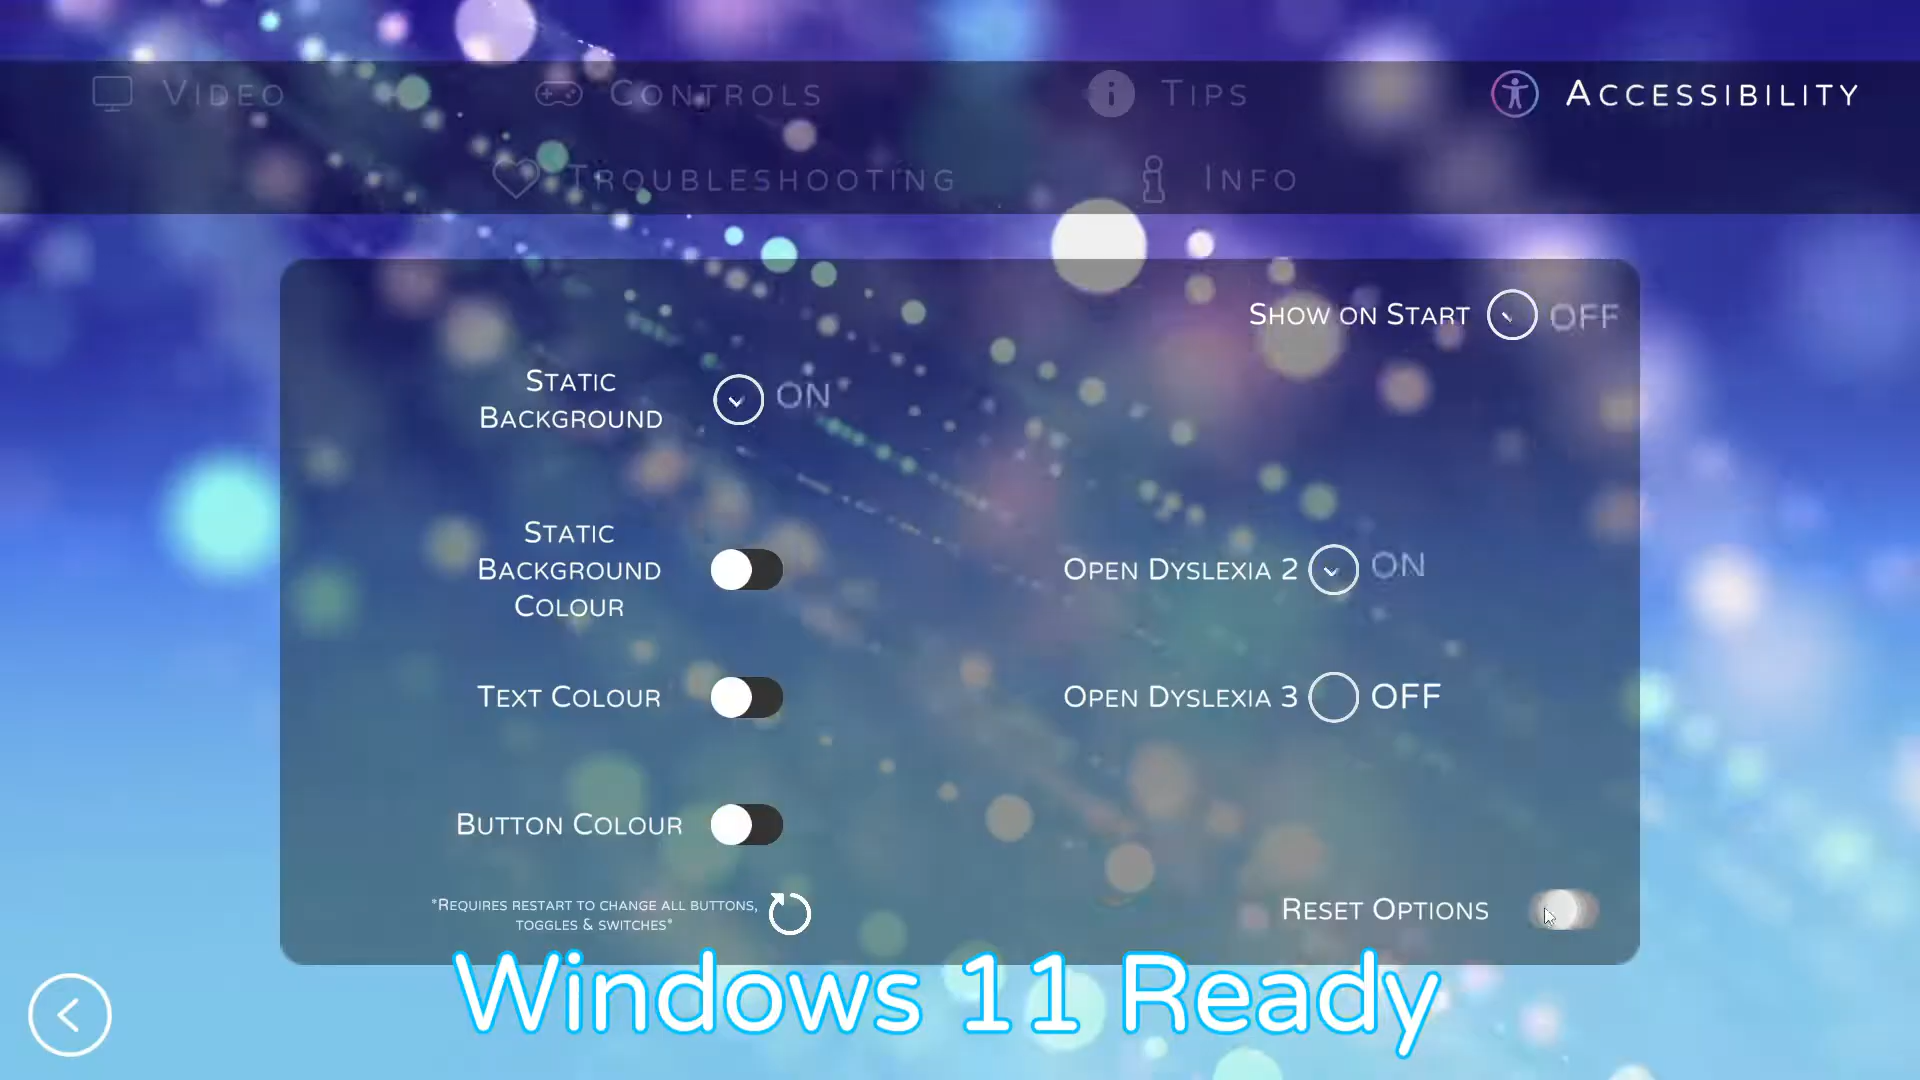 VIDEO
CONTROLS
TIPS
ACCESSIBILITY
TROUBLESHOOTING
INFO
SHOW ON START OFF
STATIC
BACKGROUND
ON
STATIC
BACKGROUND
COLOUR
OPEN DYSLEXIA 2 ON
TEXT COLOUR
OPEN DYSLEXIA 3 OFF
BUTTON COLOUR
*REQUIRES RESTART TO CHANGE ALL BUTTONS,
TOGGLES & SWITCHES*
RESET OPTIONS
Windows 11 Ready